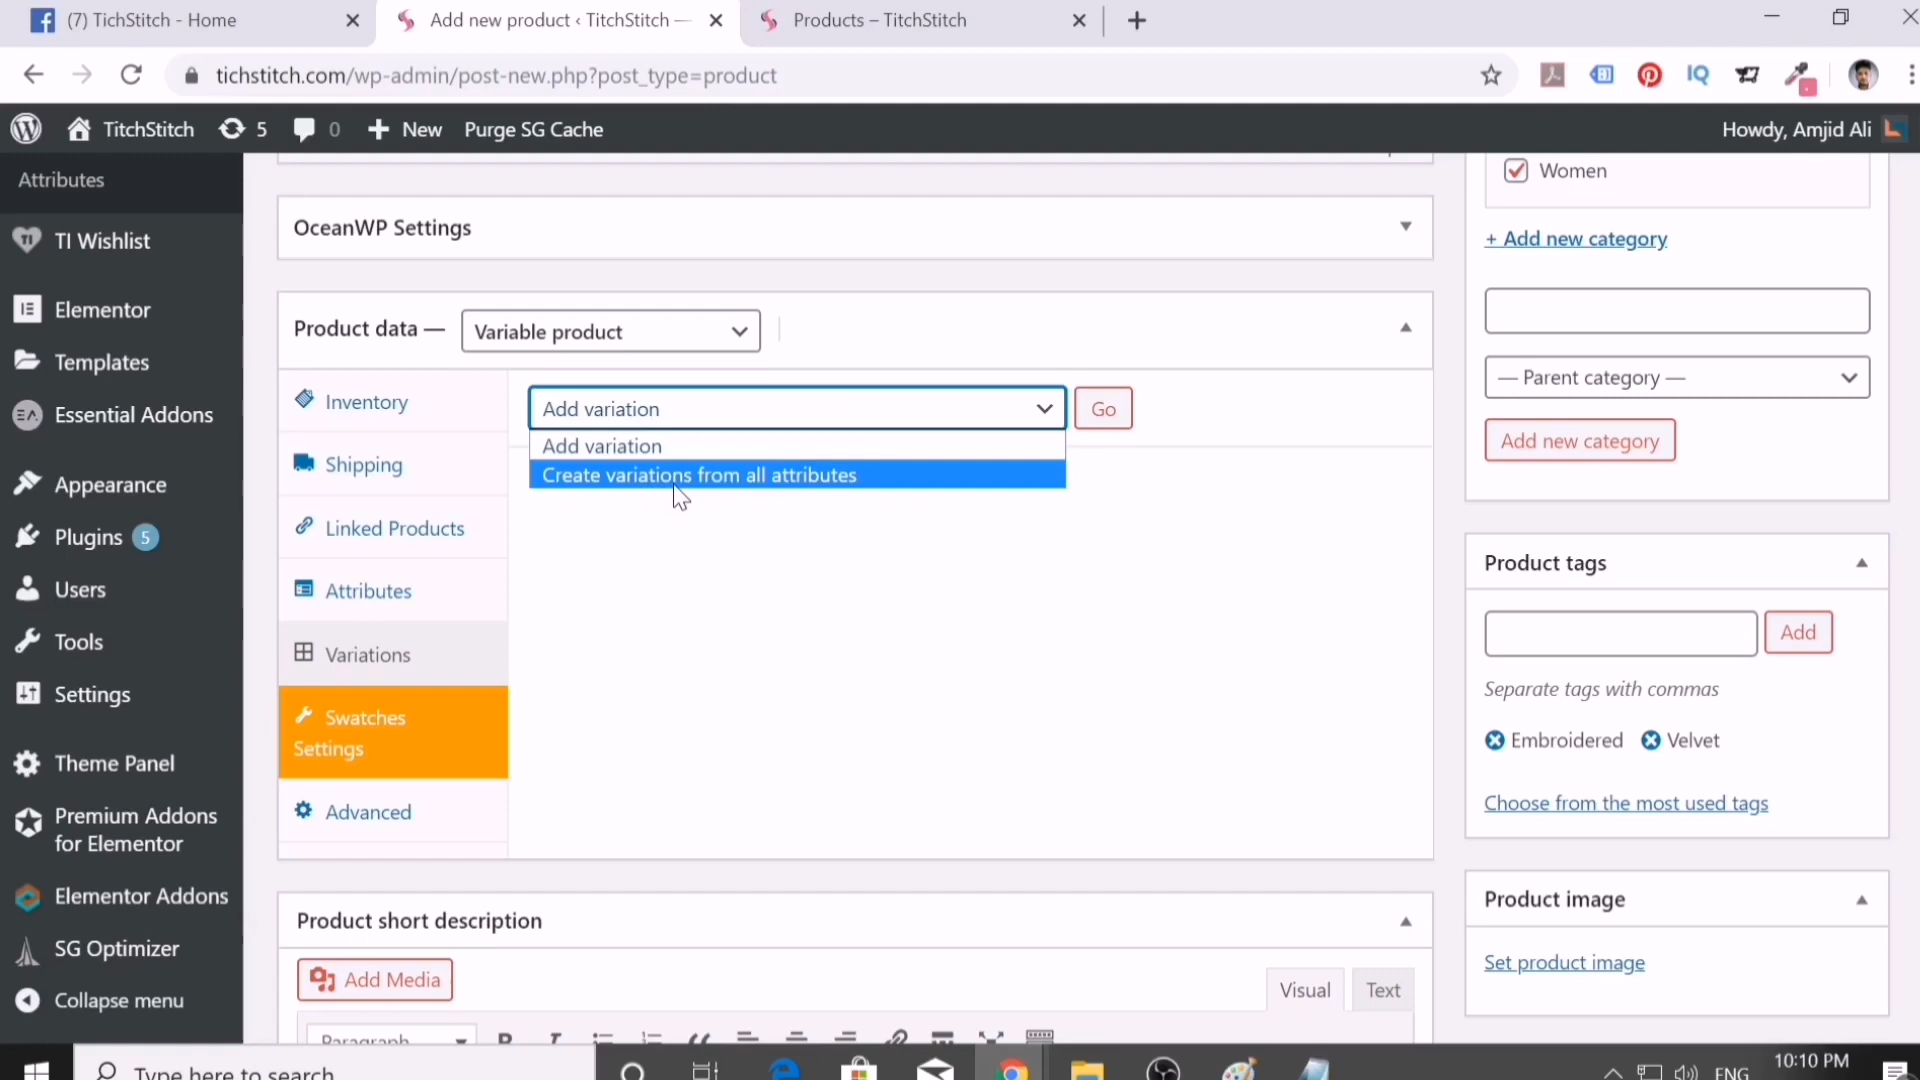 (7) TichStitch - Home
Add new product ‹ TitchStitch —
Products – TitchStitch
tichstitch.com/wp-admin/post-new.php?post_type=product
TitchStitch 5 0 New Purge SG Cache
Howdy, Amjid Ali
Attributes
TI Wishlist
Elementor
Templates
Essential Addons
Appearance
Plugins 5
Users
Tools
Settings
Theme Panel
Premium Addons
for Elementor
Elementor Addons
SG Optimizer
Collapse menu
OceanWP Settings
Product data —
Variable product
Inventory
Shipping
Linked Products
Attributes
Variations
Swatches
Settings
Advanced
Add variation
Go
Add variation
Create variations from all attributes
Product short description
Add Media
Visual
Text
Paragraph
Women
+ Add new category
— Parent category —
Add new category
Product tags
Add
Separate tags with commas
Embroidered
Velvet
Choose from the most used tags
Product image
Set product image
Type here to search
ENG
10:10 PM